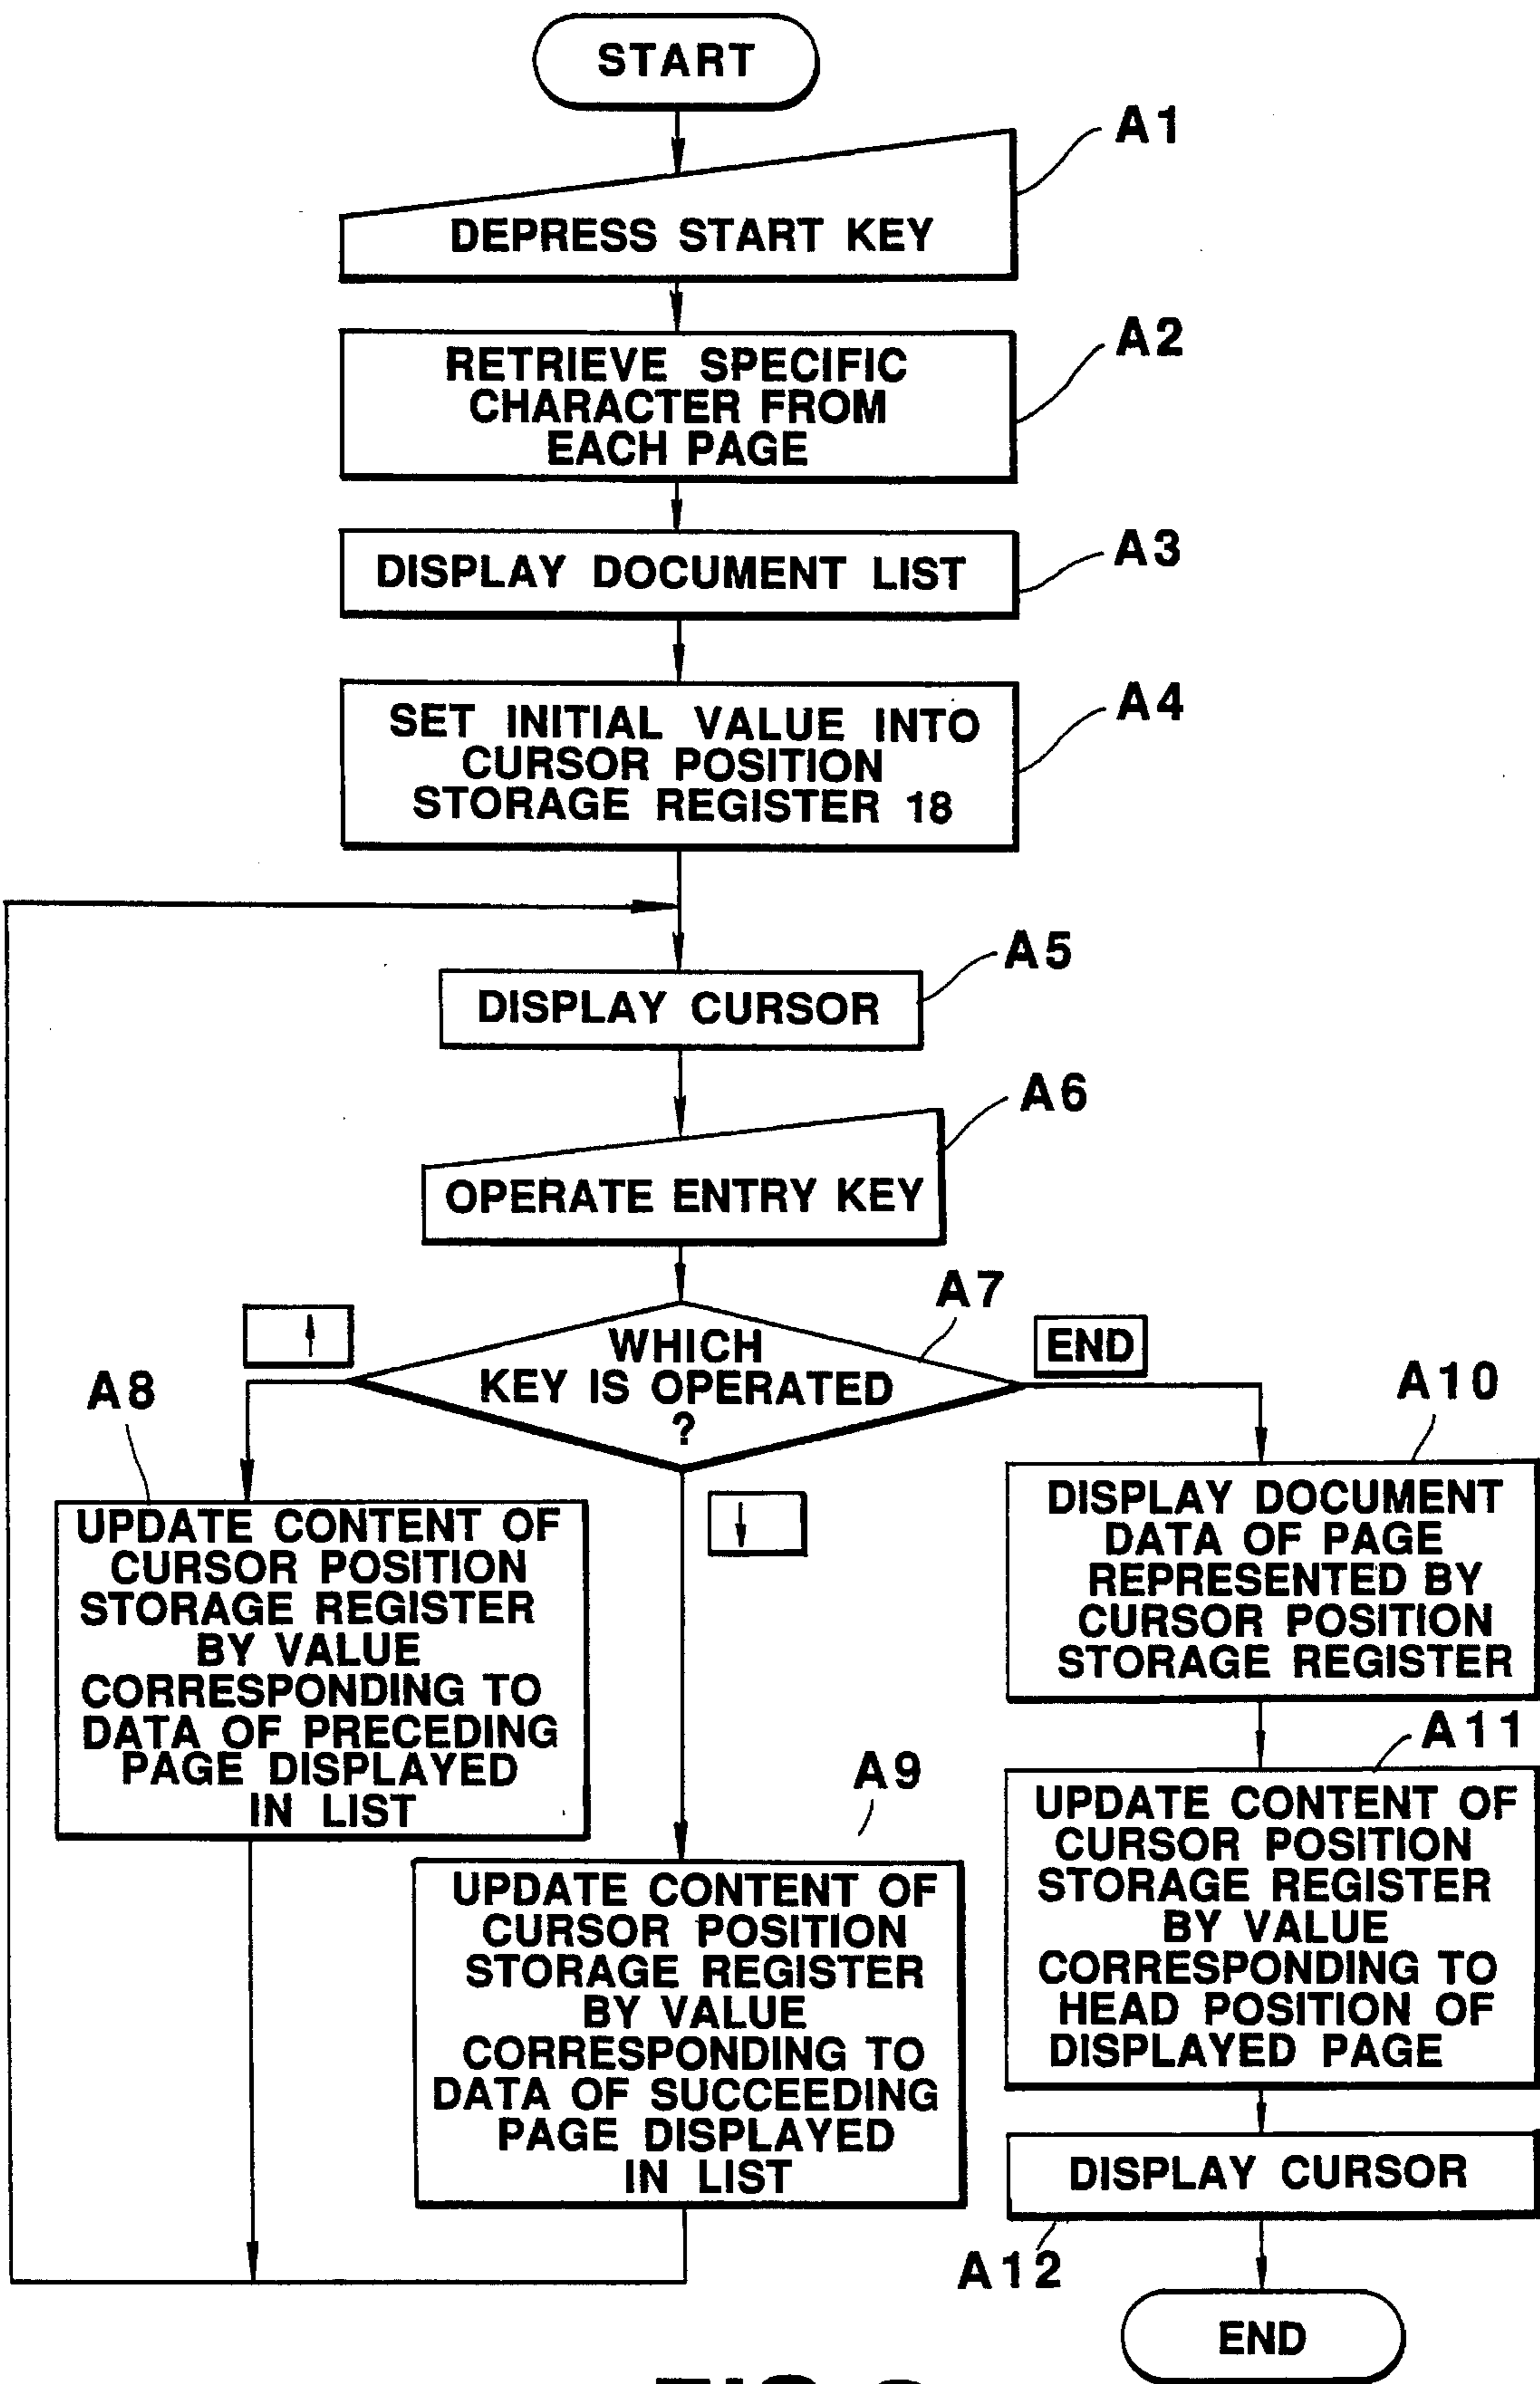 START
A1
DEPRESS START KEY
A2
RETRIEVE SPECIFIC
CHARACTER FROM
EACH PAGE
A3
DISPLAY DOCUMENT LIST
A4
SET INITIAL VALUE INTO
CURSOR POSITION
STORAGE REGISTER 18
A5
DISPLAY CURSOR
A6
OPERATE ENTRY KEY
A7
WHICH
KEY IS OPERATED
?
↑
END
↓
A8
UPDATE CONTENT OF
CURSOR POSITION
STORAGE REGISTER
BY VALUE
CORRESPONDING TO
DATA OF PRECEDING
PAGE DISPLAYED
IN LIST
A9
UPDATE CONTENT OF
CURSOR POSITION
STORAGE REGISTER
BY VALUE
CORRESPONDING TO
DATA OF SUCCEEDING
PAGE DISPLAYED
IN LIST
A10
DISPLAY DOCUMENT
DATA OF PAGE
REPRESENTED BY
CURSOR POSITION
STORAGE REGISTER
A11
UPDATE CONTENT OF
CURSOR POSITION
STORAGE REGISTER
BY VALUE
CORRESPONDING TO
HEAD POSITION OF
DISPLAYED PAGE
DISPLAY CURSOR
A12
END